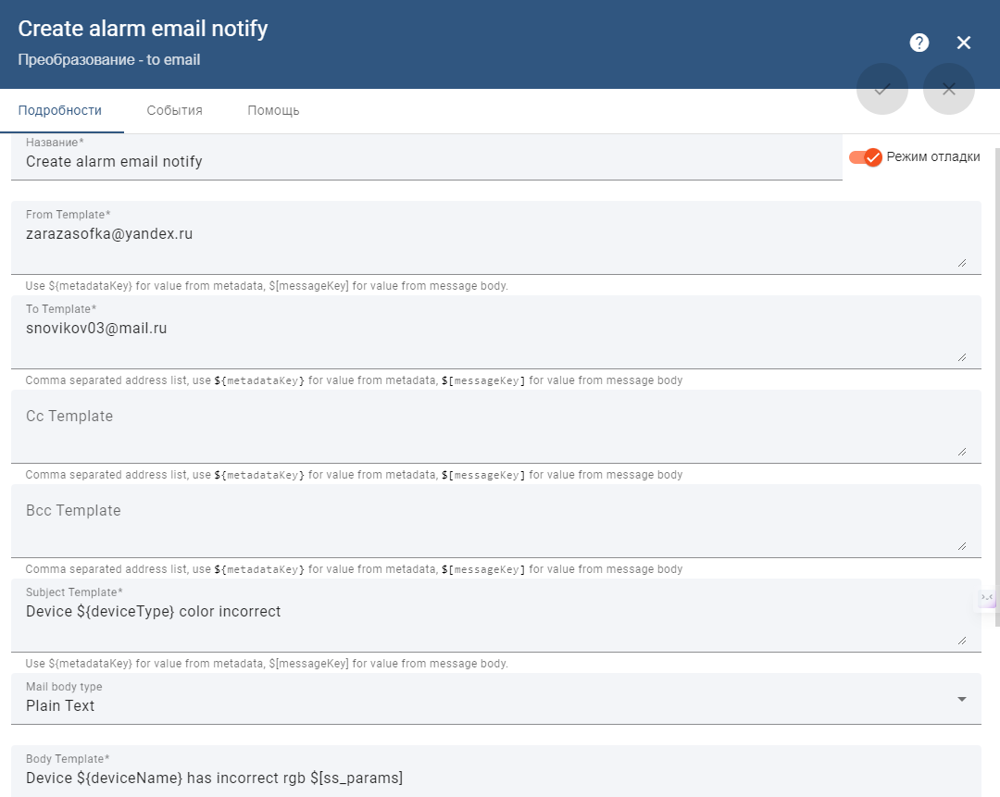 Create alarm email notify
Преобразование - to email
Подробности
События
Помощь
Название*
Create alarm email notify
Режим отладки
From Template*
zarazasofka@yandex.ru
Use ${metadataKey} for value from metadata, $[messageKey] for value from message body.
To Template*
snovikov03@mail.ru
Comma separated address list, use ${metadataKey} for value from metadata, $[messageKey] for value from message body
Cc Template
Comma separated address list, use ${metadataKey} for value from metadata, $[messageKey] for value from message body
Bcc Template
Comma separated address list, use ${metadataKey} for value from metadata, $[messageKey] for value from message body
Subject Template*
Device ${deviceType} color incorrect
Use ${metadataKey} for value from metadata, $[messageKey] for value from message body.
Mail body type
Plain Text
Body Template*
Device ${deviceName} has incorrect rgb $[ss_params]